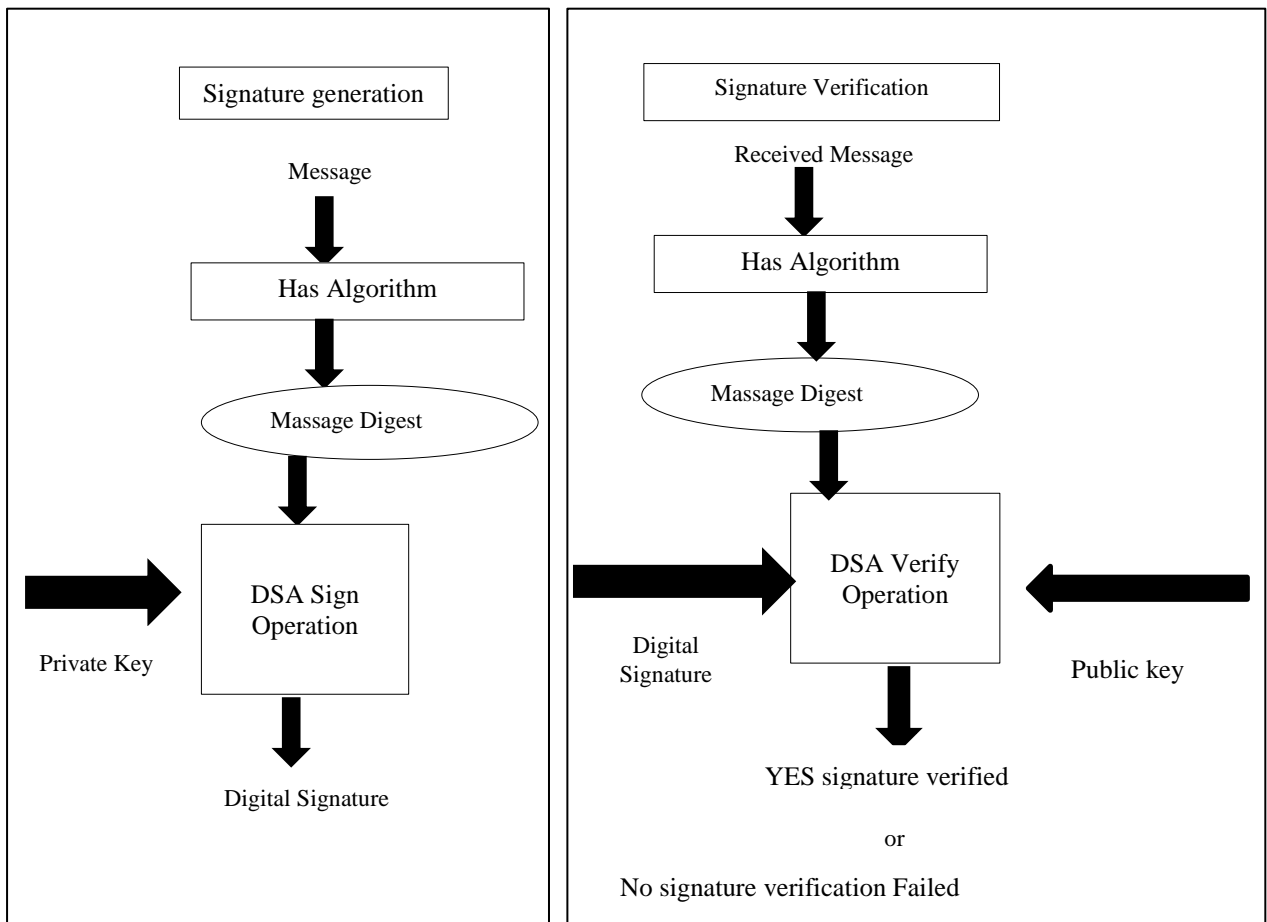 Signature generation
Message
Has Algorithm
Massage Digest
DSA Sign
Operation
Private Key
Digital Signature
Signature Verification
Received Message
Has Algorithm
Massage Digest
DSA Verify
Operation
Digital
Signature
Public key
YES signature verified
or
No signature verification Failed